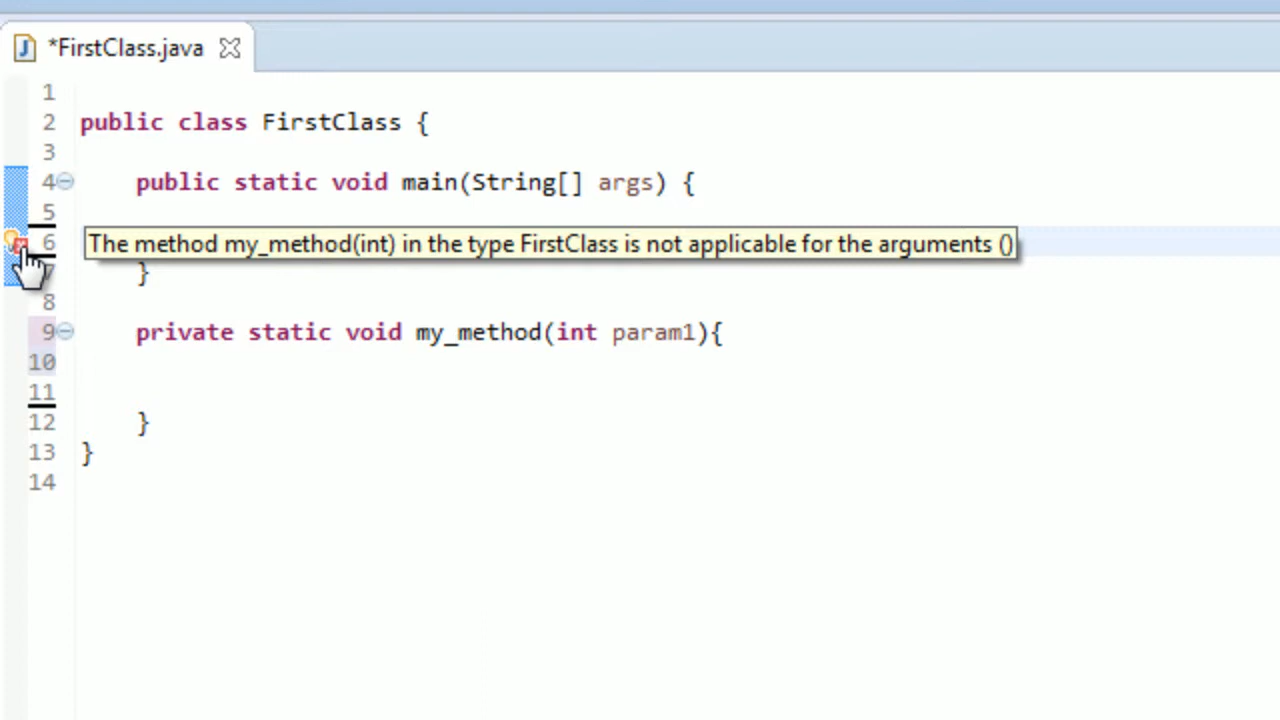 *FirstClass.java
1
2 public class FirstClass {
3
4 public static void main(String[] args) {
5
6 The method my_method(int) in the type FirstClass is not applicable for the arguments ()
7 }
8
9 private static void my_method(int param1){
10
11
12 }
13 }
14